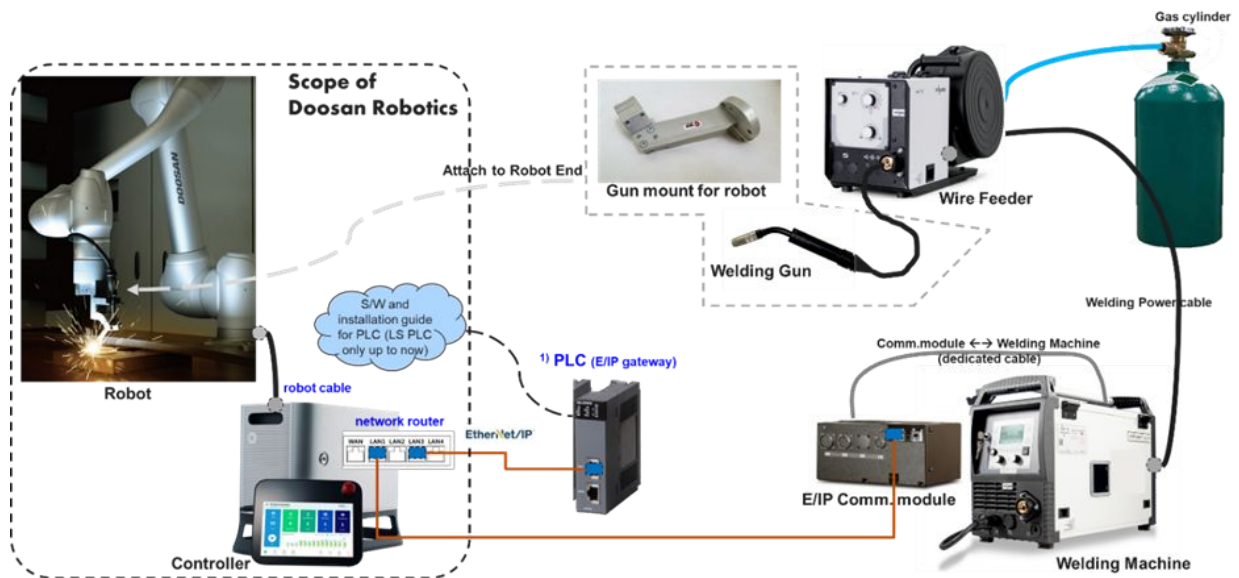 Gas cylinder
Scope of
Doosan Robotics
DOOSAN
Attach to Robot End
Gun mount for robot
Wire Feeder
Welding Gun
S/W and
installation guide
for PLC (LS PLC
only up to now)
Welding Power cable
Comm.module ←→ Welding Machine
(dedicated cable)
1) PLC (E/IP gateway)
Robot
robot cable
network router
WAN LAN1 LAN2 LAN3 LAN4
EtherNet/IP
E/IP Comm.module
Controller
Welding Machine